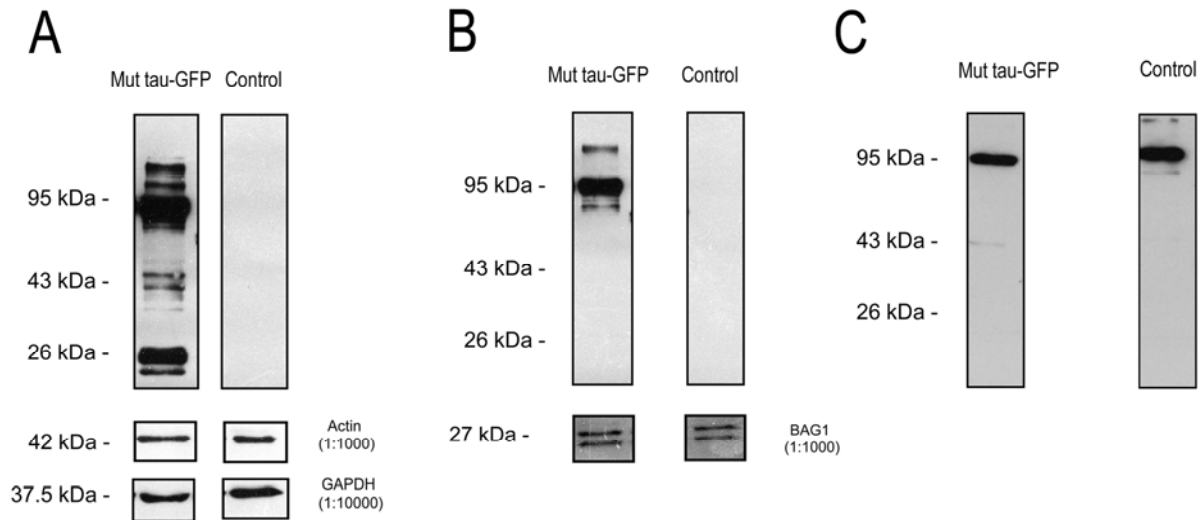 A
Mut tau-GFP Control
95 kDa -
43 kDa -
26 kDa -
42 kDa -
Actin
(1:1000)
37.5 kDa -
GAPDH
(1:10000)
B
Mut tau-GFP Control
95 kDa -
43 kDa -
26 kDa -
27 kDa -
BAG1
(1:1000)
C
Mut tau-GFP Control
95 kDa -
43 kDa -
26 kDa -